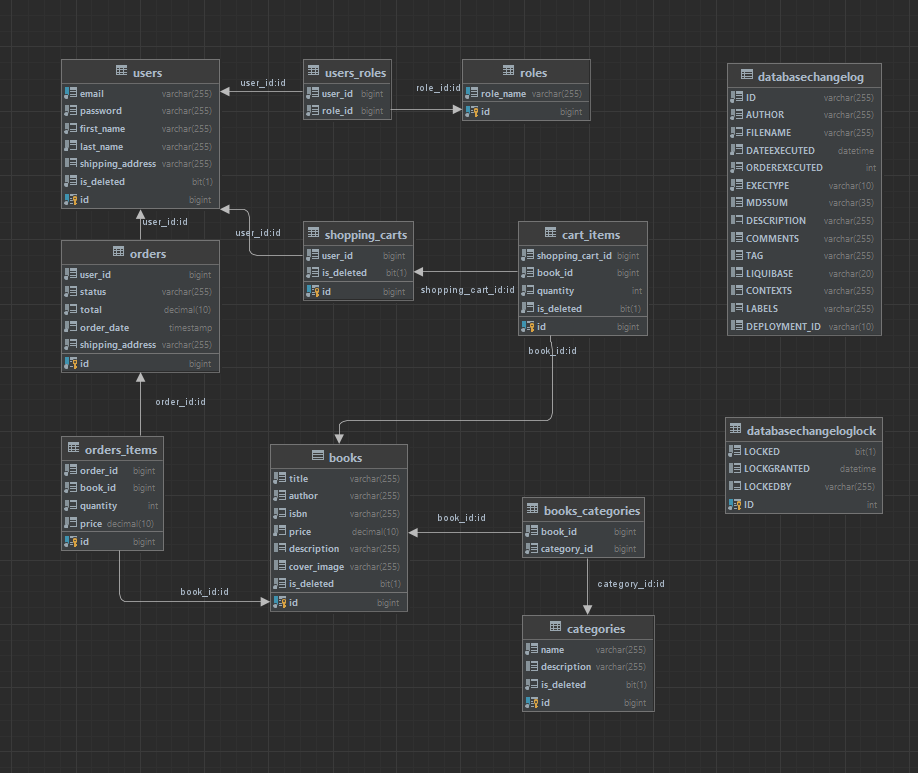 users
email varchar(255)
password varchar(255)
first_name varchar(255)
last_name varchar(255)
shipping_address varchar(255)
is_deleted bit(1)
id bigint
user_id:id
users_roles
user_id bigint
role_id bigint
role_id:id
roles
role_name varchar(255)
id bigint
databasechangelog
ID varchar(255)
AUTHOR varchar(255)
FILENAME varchar(255)
DATEEXECUTED datetime
ORDEREXECUTED int
EXECTYPE varchar(10)
MD5SUM varchar(35)
DESCRIPTION varchar(255)
COMMENTS varchar(255)
TAG varchar(255)
LIQUIBASE varchar(20)
CONTEXTS varchar(255)
LABELS varchar(255)
DEPLOYMENT_ID varchar(10)
user_id:id
user_id:id
orders
user_id bigint
status varchar(255)
total decimal(10)
order_date timestamp
shipping_address varchar(255)
id bigint
shopping_carts
user_id bigint
is_deleted bit(1)
id bigint
shopping_cart_id:id
cart_items
shopping_cart_id bigint
book_id bigint
quantity int
is_deleted bit(1)
id bigint
book_id:id
order_id:id
orders_items
order_id bigint
book_id bigint
quantity int
price decimal(10)
id bigint
book_id:id
books
title varchar(255)
author varchar(255)
isbn varchar(255)
price decimal(10)
description varchar(255)
cover_image varchar(255)
is_deleted bit(1)
id bigint
book_id:id
books_categories
book_id bigint
category_id bigint
category_id:id
categories
name varchar(255)
description varchar(255)
is_deleted bit(1)
id bigint
databasechangeloglock
LOCKED bit(1)
LOCKGRANTED datetime
LOCKEDBY varchar(255)
ID int